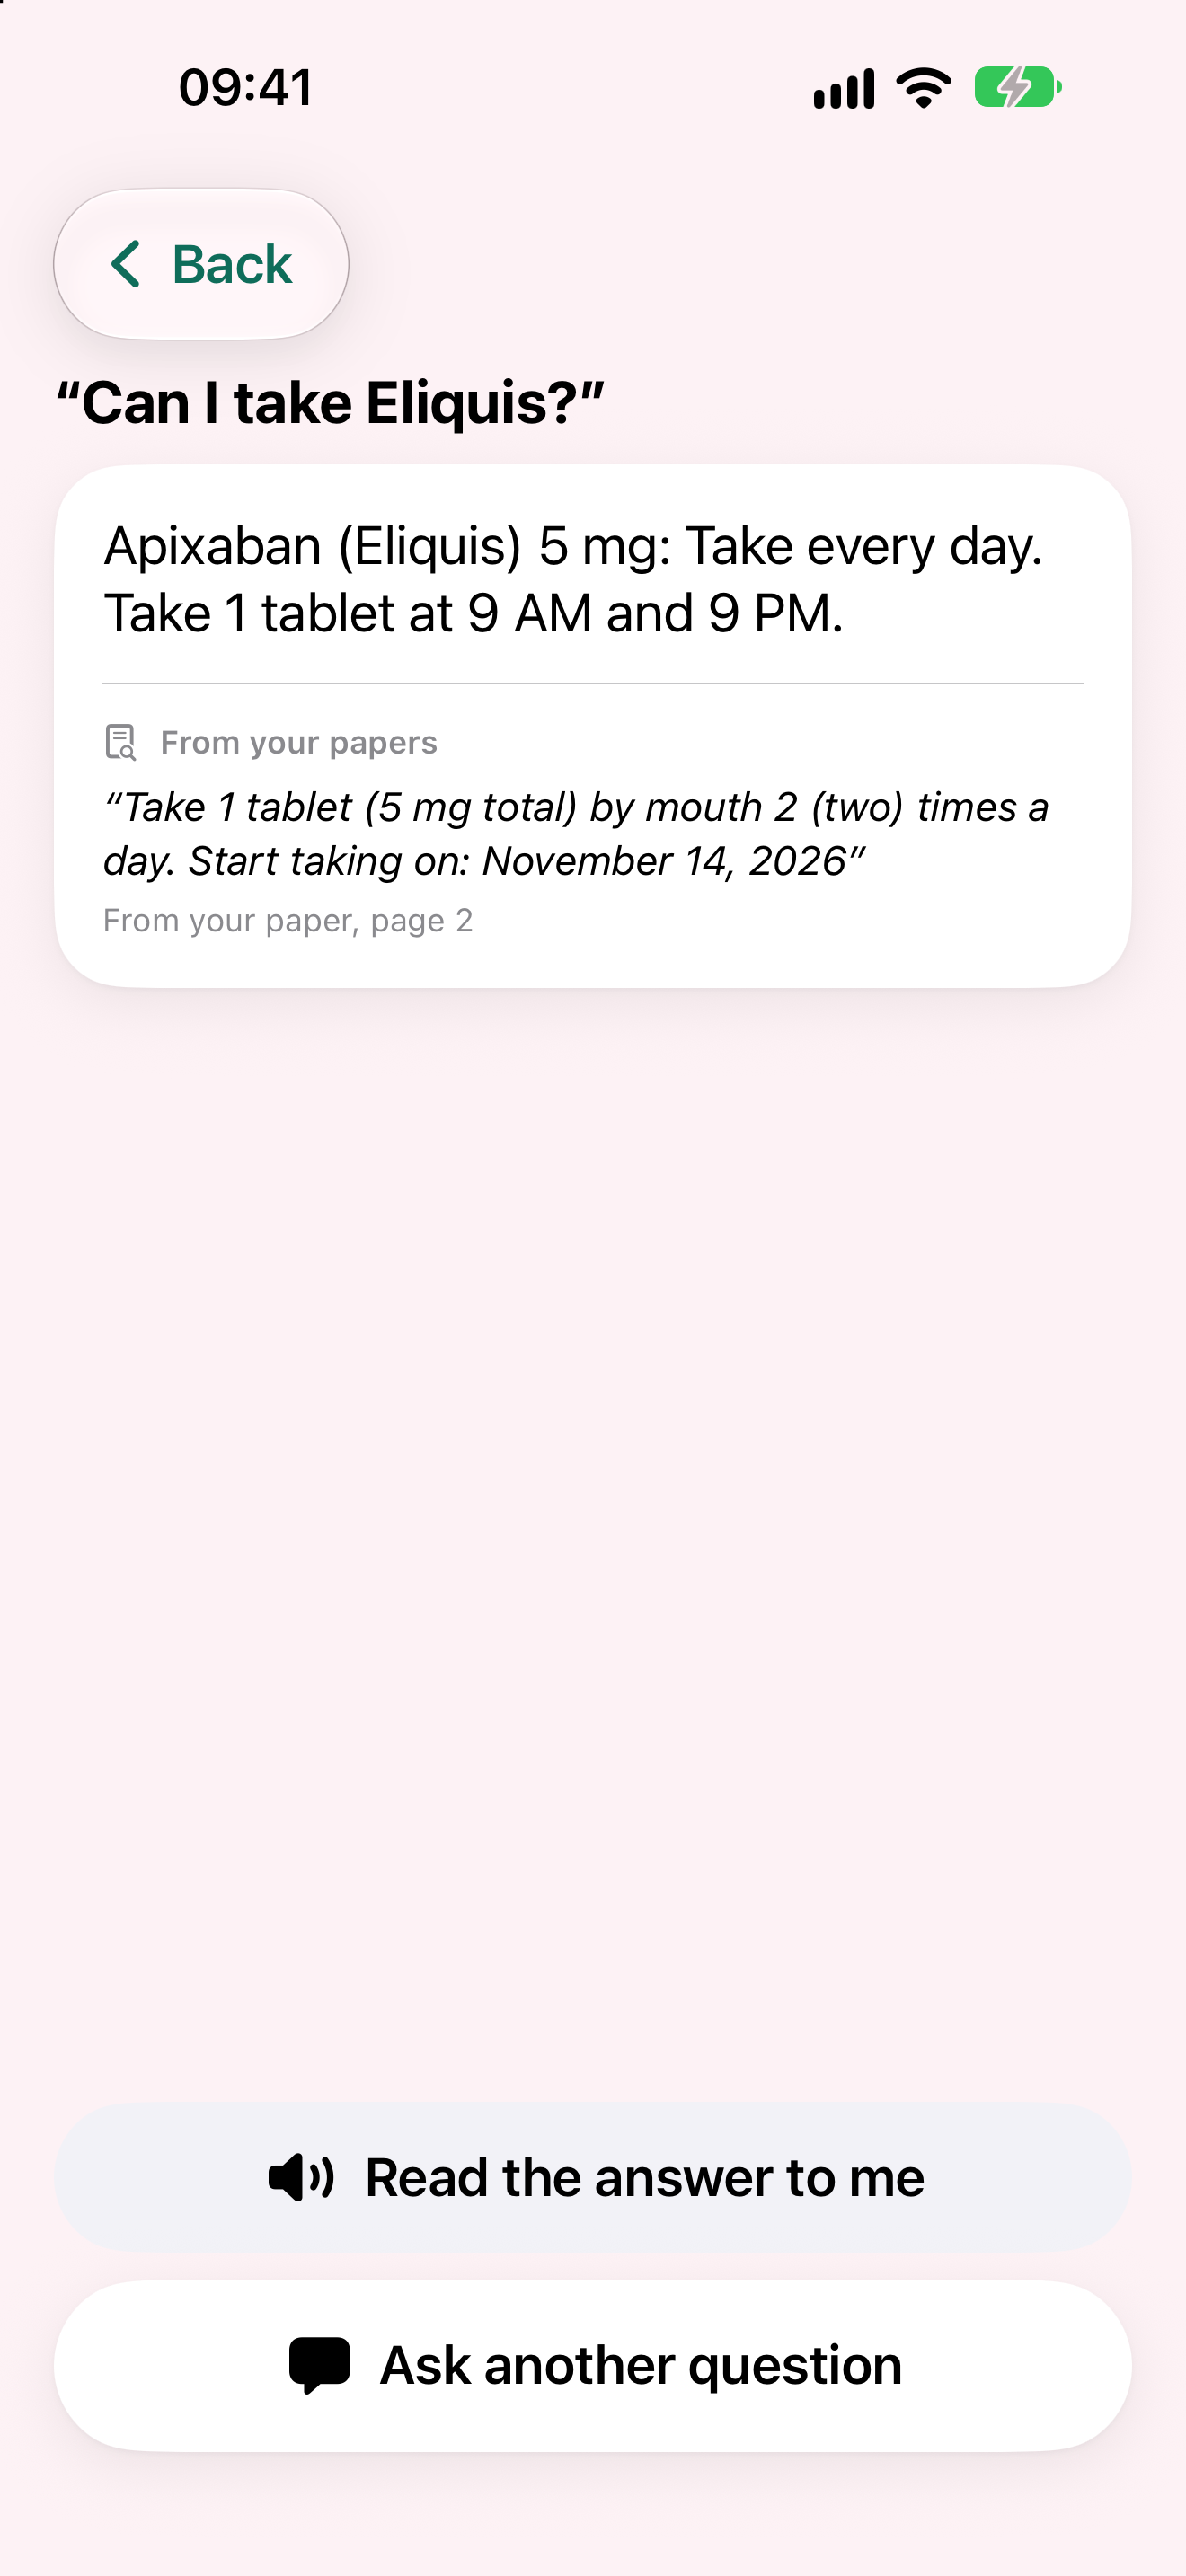 09:41
Back
“Can I take Eliquis?”
Apixaban (Eliquis) 5 mg: Take every day.
Take 1 tablet at 9 AM and 9 PM.
From your papers
“Take 1 tablet (5 mg total) by mouth 2 (two) times a
day. Start taking on: November 14, 2026”
From your paper, page 2
Read the answer to me
Ask another question